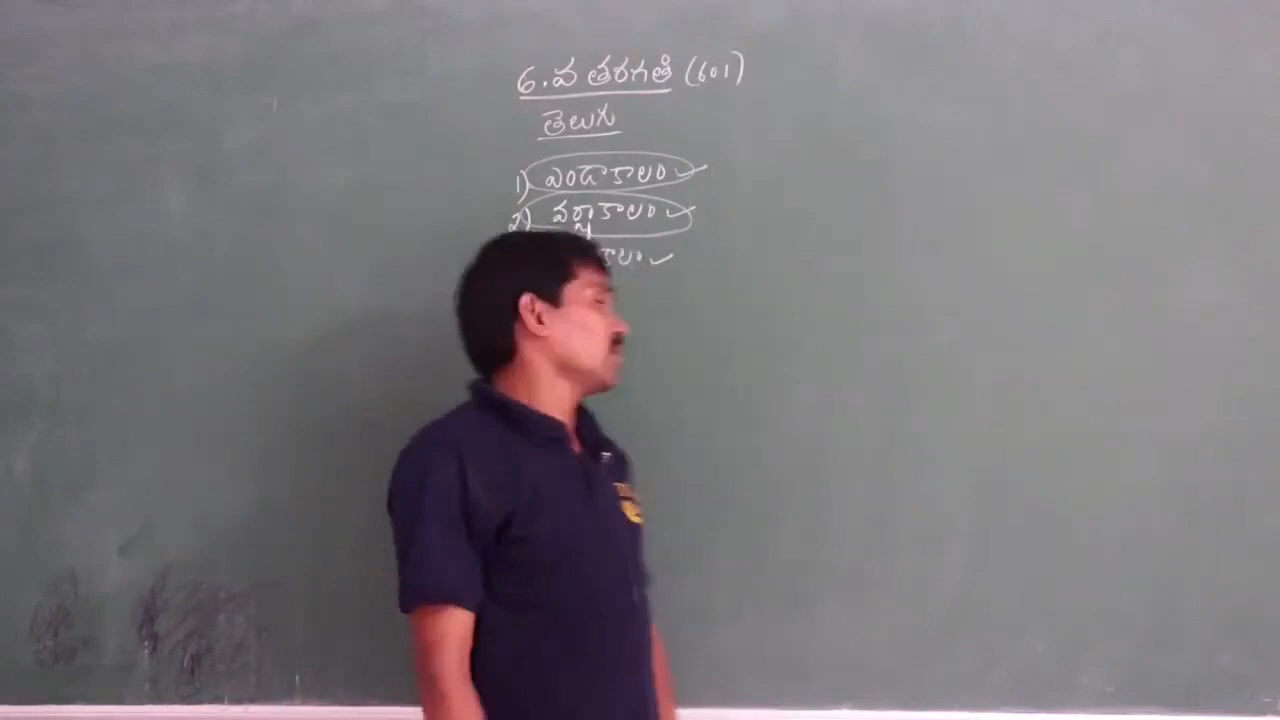 6. వ తరగతి (601)
తెలుగు
1) ఎండాకాలం
2) వర్షాకాలం
కాలం